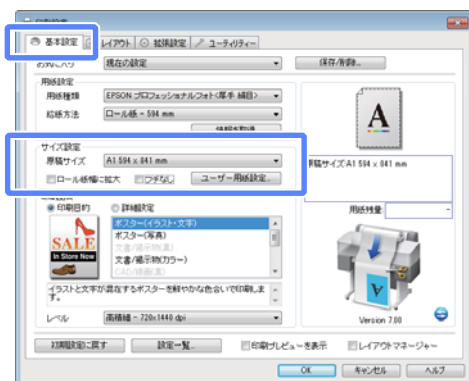 基本設定 レイアウト 拡張設定 ユーティリティー
現在の設定 保存/削除...
用紙設定
用紙種類 EPSON プロフェッショナルフォト<厚手 絹目>
給紙方法 ロール紙 - 594 mm
サイズ設定
原稿サイズ A1 594 x 841 mm
ロール紙幅に拡大 フチなし ユーザー用紙設定...
A
原稿サイズ:A1 594 x 841 mm
印刷目的 詳細設定
用紙残量: -
SALE
In Store Now
ポスター(イラスト・文字)
ポスター(写真)
文書/掲示物(黒)
文書/掲示物(カラー)
CAD/線画(黒)
イラストと文字が混在するポスターを鮮やかな色合いで印刷します。
レベル 高精細 - 720x1440 dpi
Version 7.00
初期設定に戻す 設定一覧... 印刷プレビューを表示 レイアウトマネージャー
OK キャンセル ヘルプ